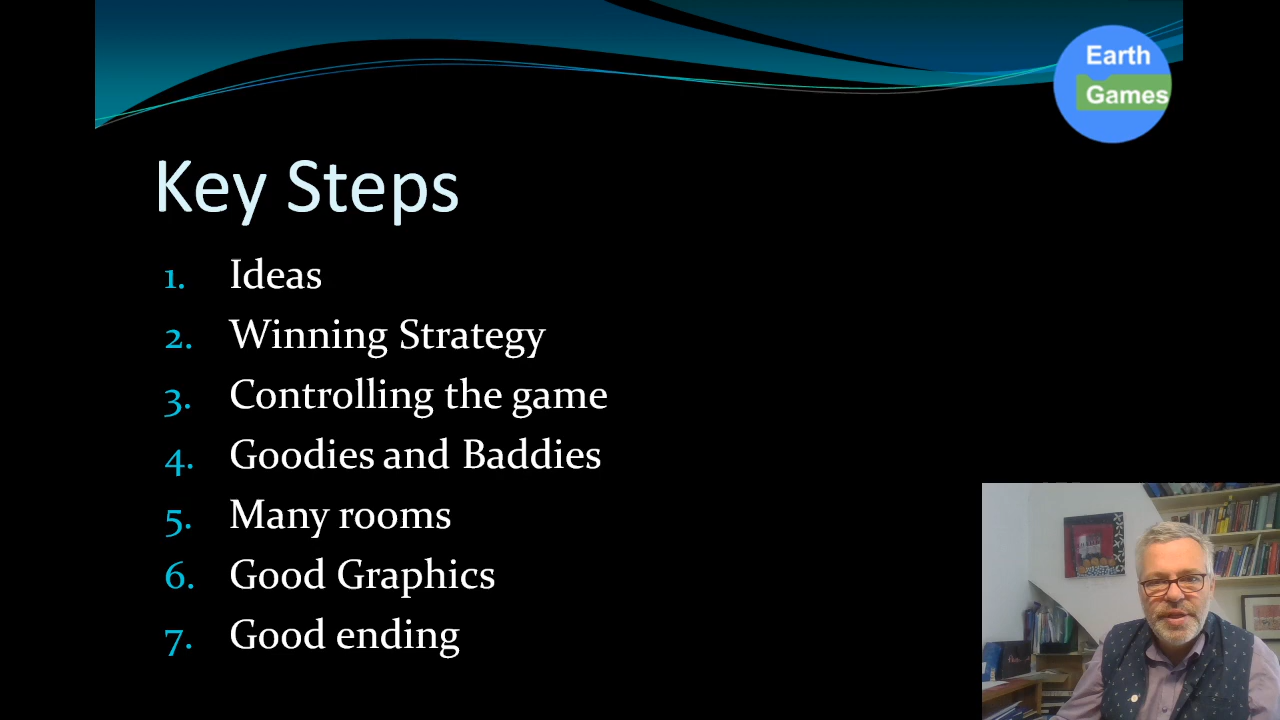 Earth
Games
Key Steps
1. Ideas
2. Winning Strategy
3. Controlling the game
4. Goodies and Baddies
5. Many rooms
6. Good Graphics
7. Good ending